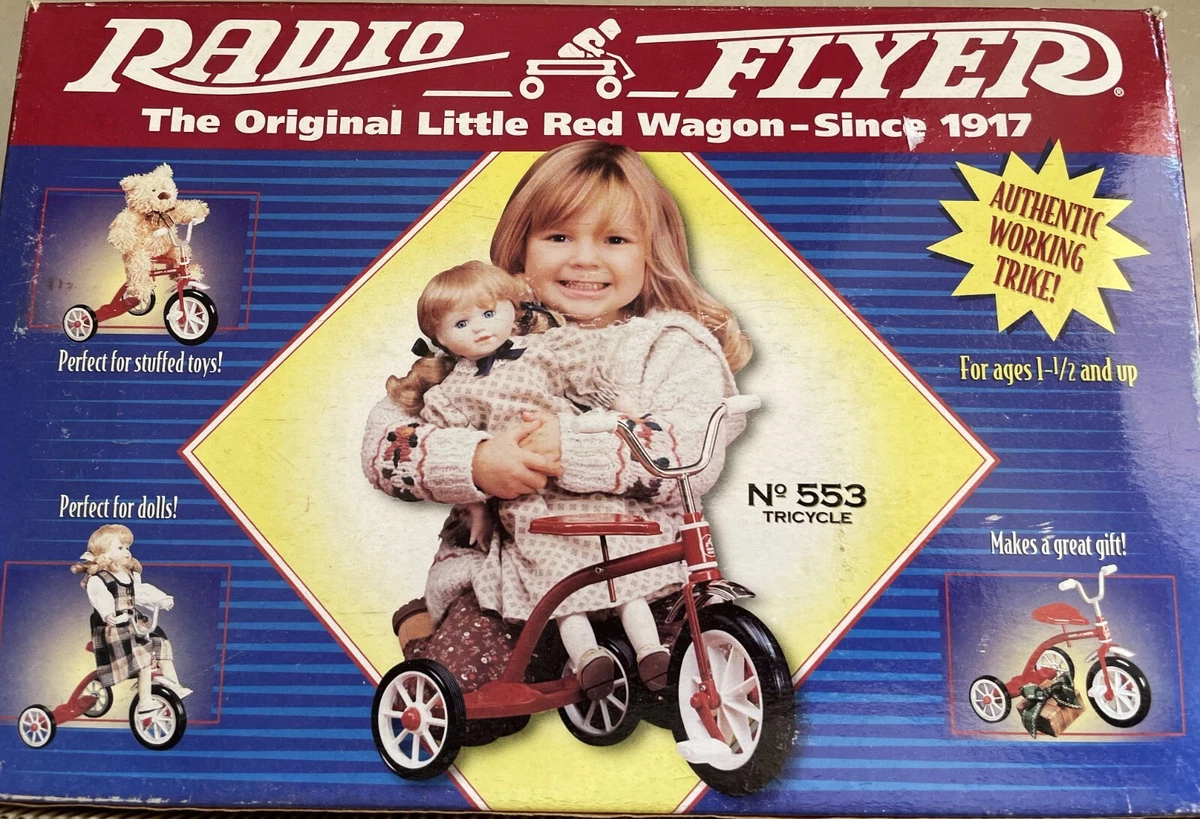 RADIO FLYER®
The Original Little Red Wagon – Since 1917
AUTHENTIC
WORKING
TRIKE!
Perfect for stuffed toys!
For ages 1-1/2 and up
Nº 553
TRICYCLE
Perfect for dolls!
Makes a great gift!